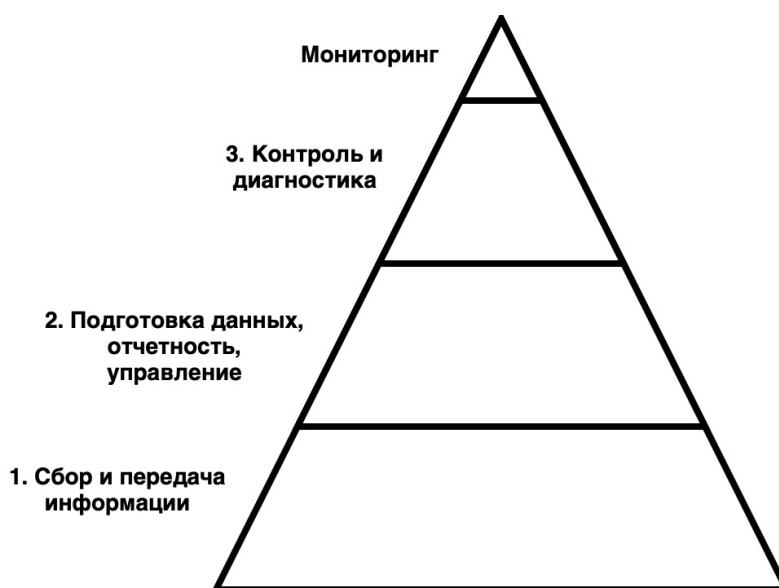 Мониторинг
3. Контроль и
диагностика
2. Подготовка данных,
отчетность,
управление
1. Сбор и передача
информации